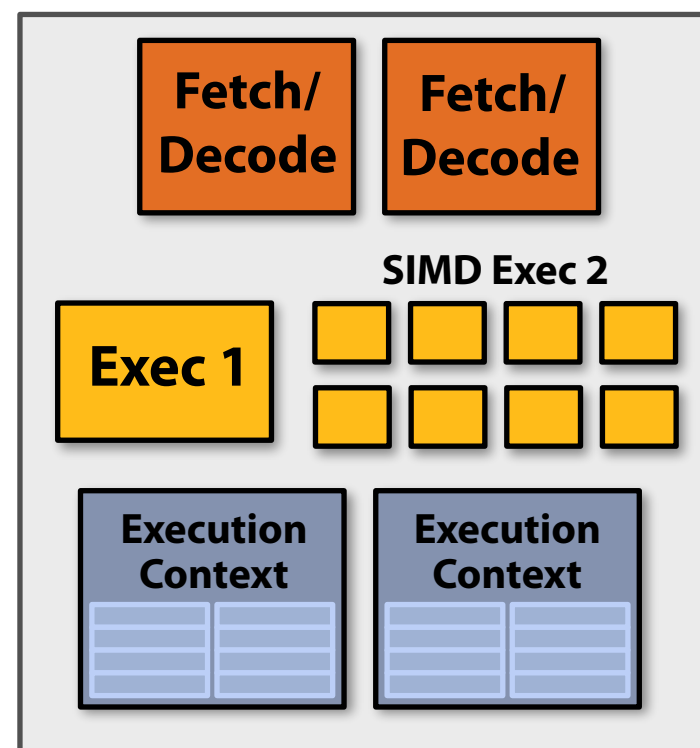 Fetch/
Decode
Fetch/
Decode
SIMD Exec 2
Exec 1
Execution
Context
Execution
Context